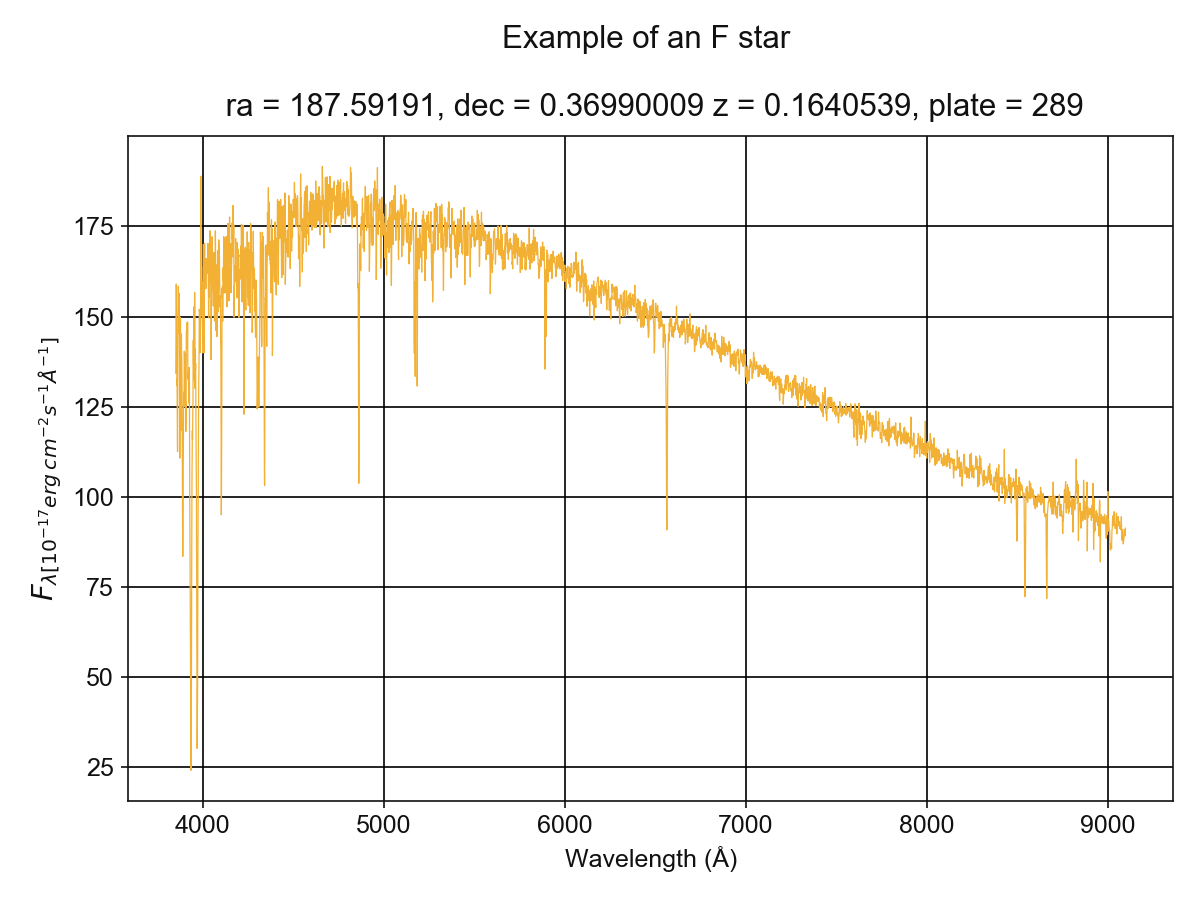 Example of an F star
ra = 187.59191, dec = 0.36990009 z = 0.1640539, plate = 289
175
150
125
100
75
50
25
F_{λ[10^{-17}erg cm^{-2}s^{-1}Å^{-1}]}
4000 5000 6000 7000 8000 9000
Wavelength (Å)